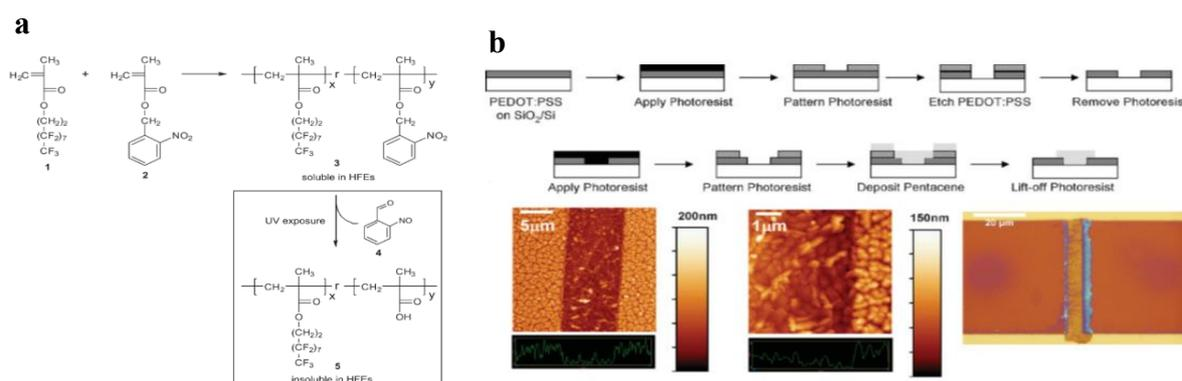 a
CH₃
H₂C
O
O
(CH₂)₂
(CF₂)₇
CF₃
1
+
CH₃
H₂C
O
O
CH₂
NO₂
2
CH₂
CH₃
r
CH₂
CH₃
x
y
O
O
O
O
(CH₂)₂
CH₂
(CF₂)₇
NO₂
CF₃
3
soluble in HFEs
UV exposure
O
NO
4
CH₂
CH₃
r
CH₂
CH₃
x
y
O
O
O
OH
(CH₂)₂
(CF₂)₇
CF₃
5
insoluble in HFEs
b
PEDOT:PSS
on SiO₂/Si
Apply Photoresist
Pattern Photoresist
Etch PEDOT:PSS
Remove Photoresis
Apply Photoresist
Pattern Photoresist
Deposit Pentacene
Lift-off Photoresist
5μm
200nm
1μm
150nm
20 μm